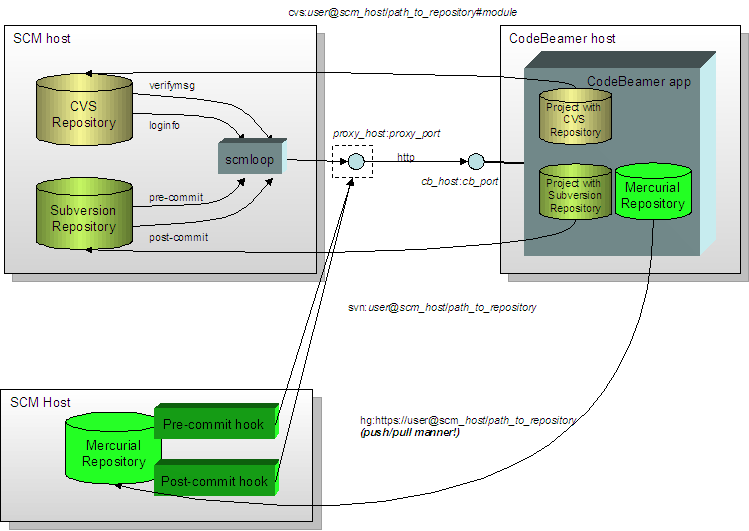 cvs:user@scm_host/path_to_repository#module
SCM host
CodeBeamer host
CodeBeamer app
verifymsg
CVS
Repository
loginfo
scmloop
Project with
CVS
Repository
proxy_host:proxy_port
http
cb_host:cb_port
pre-commit
Subversion
Repository
post-commit
Project with
Subversion
Repository
Mercurial
Repository
svn:user@scm_host/path_to_repository
SCM Host
Mercurial
Repository
Pre-commit hook
Post-commit hook
hg:https://user@scm_host/path_to_repository
(push/pull manner!)